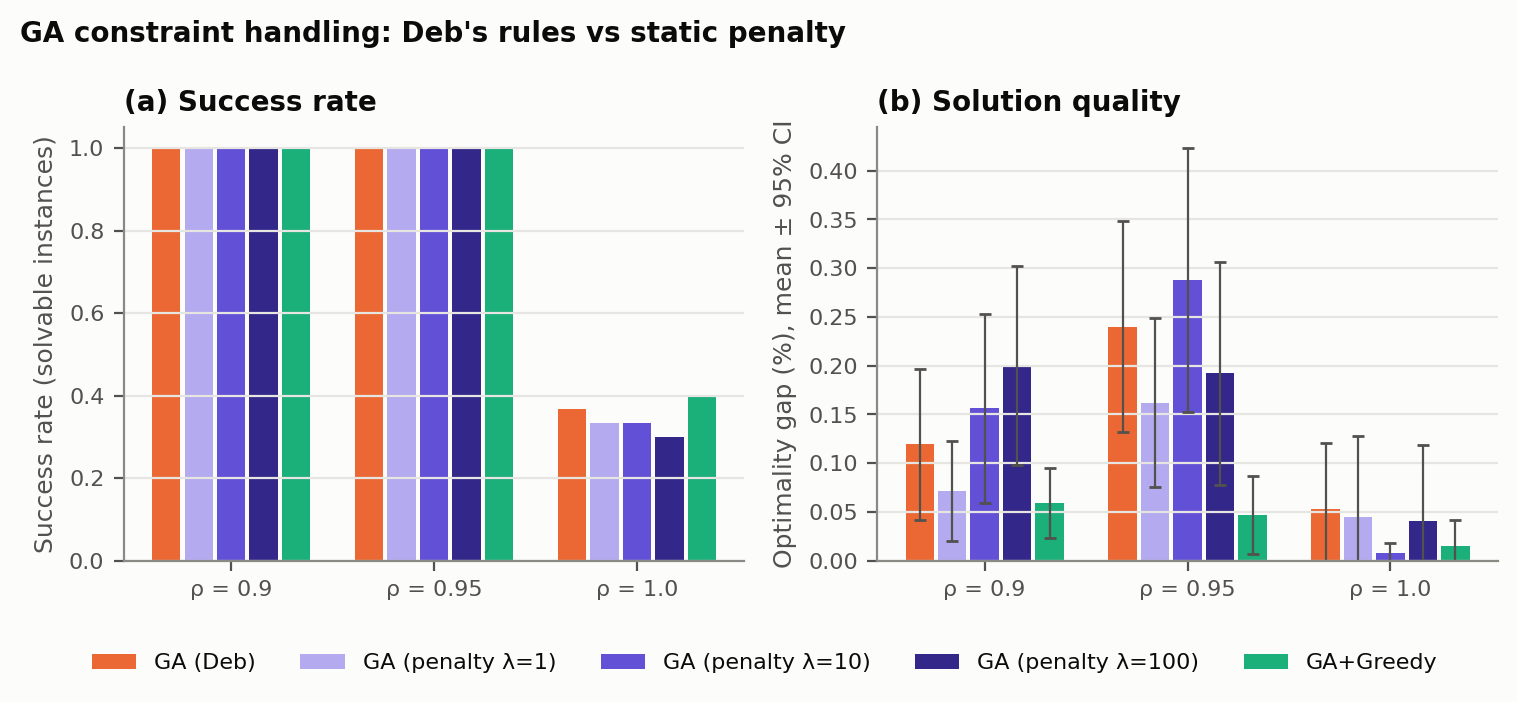 GA constraint handling: Deb's rules vs static penalty
(a) Success rate
Success rate (solvable instances)
1.0
0.8
0.6
0.4
0.2
0.0
ρ = 0.9
ρ = 0.95
ρ = 1.0
(b) Solution quality
Optimality gap (%), mean ± 95% CI
0.40
0.35
0.30
0.25
0.20
0.15
0.10
0.05
0.00
ρ = 0.9
ρ = 0.95
ρ = 1.0
GA (Deb)
GA (penalty λ=1)
GA (penalty λ=10)
GA (penalty λ=100)
GA+Greedy